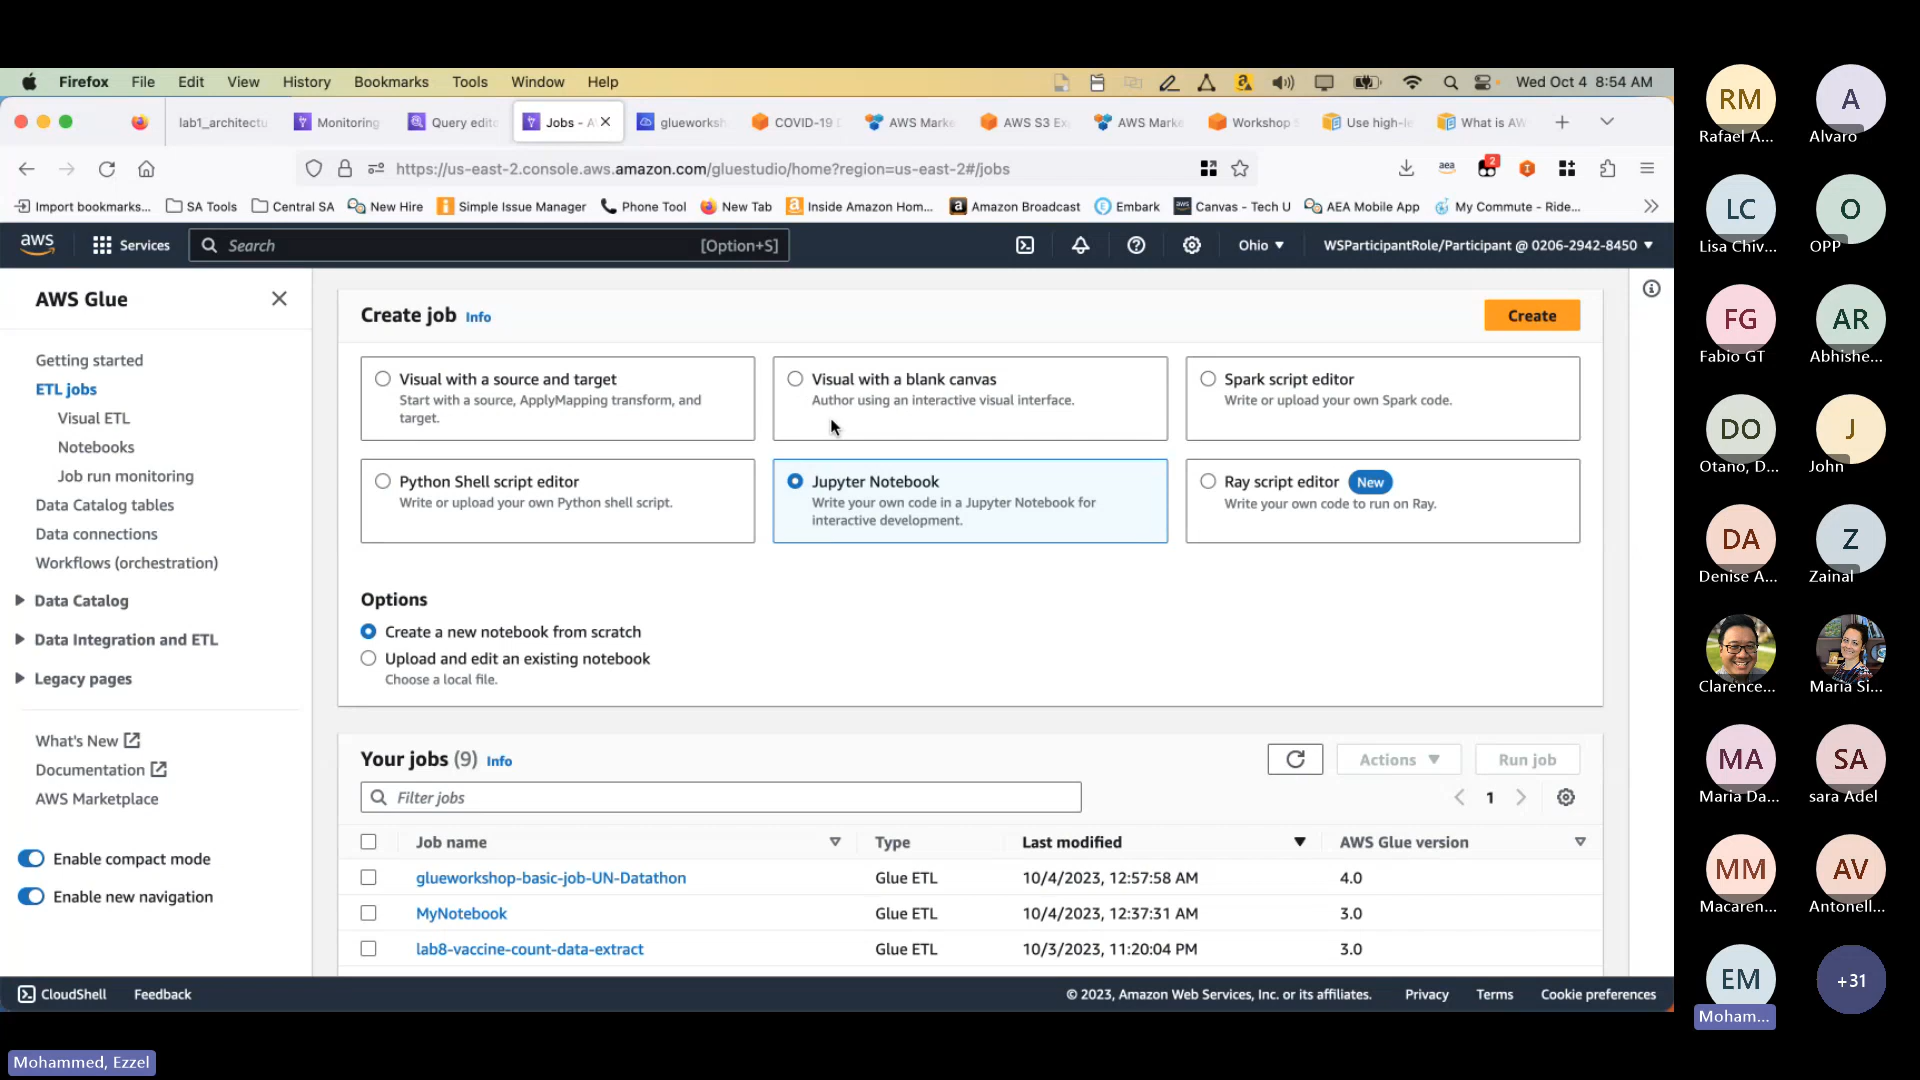 Firefox File Edit View History Bookmarks Tools Window Help
Wed Oct 4 8:54 AM
lab1_architectu
Monitoring
Query edito
Jobs - A
gluework
COVID-19
AWS Marke
AWS S3 Ex
AWS Marke
Workshop
Use high-le
What is AW
https://us-east-2.console.aws.amazon.com/gluestudio/home?region=us-east-2#/jobs
aea
2
Import bookmarks... SA Tools Central SA New Hire Simple Issue Manager Phone Tool New Tab Inside Amazon Hom... Amazon Broadcast Embark Canvas - Tech U AEA Mobile App My Commute - Ride...
aws Services Search [Option+S] Ohio WSParticipantRole/Participant @ 0206-2942-8450
AWS Glue
Getting started
ETL jobs
Visual ETL
Notebooks
Job run monitoring
Data Catalog tables
Data connections
Workflows (orchestration)
Data Catalog
Data Integration and ETL
Legacy pages
What's New
Documentation
AWS Marketplace
Enable compact mode
Enable new navigation
Create job Info
Create
Visual with a source and target
Start with a source, ApplyMapping transform, and
target.
Visual with a blank canvas
Author using an interactive visual interface.
Spark script editor
Write or upload your own Spark code.
Python Shell script editor
Write or upload your own Python shell script.
Jupyter Notebook
Write your own code in a Jupyter Notebook for
interactive development.
Ray script editor New
Write your own code to run on Ray.
Options
Create a new notebook from scratch
Upload and edit an existing notebook
Choose a local file.
Your jobs (9) Info
Actions
Run job
Filter jobs
1
Job name Type Last modified AWS Glue version
glueworkshop-basic-job-UN-Datathon Glue ETL 10/4/2023, 12:57:58 AM 4.0
MyNotebook Glue ETL 10/4/2023, 12:37:31 AM 3.0
lab8-vaccine-count-data-extract Glue ETL 10/3/2023, 11:20:04 PM 3.0
CloudShell Feedback © 2023, Amazon Web Services, Inc. or its affiliates. Privacy Terms Cookie preferences
RM
Rafael A...
A
Alvaro
LC
Lisa Chiv...
O
OPP
FG
Fabio GT
AR
Abhishe...
DO
Otano, D...
J
John
DA
Denise A...
Z
Zainal
Clarence...
Maria Si...
MA
Maria Da...
SA
sara Adel
MM
Macaren...
AV
Antonell...
EM
Moham...
+31
Mohammed, Ezzel